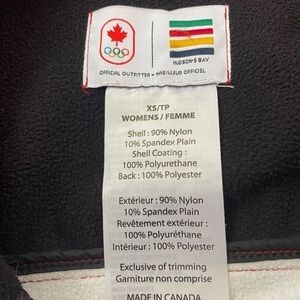 HUDSON'S BAY
OFFICIAL OUTFITTER • HABILLEUR OFFICIEL
XS/TP
WOMENS / FEMME
Shell : 90% Nylon
10% Spandex Plain
Shell Coating :
100% Polyurethane
Back : 100% Polyester
Extérieur : 90% Nylon
10% Spandex Plain
Revêtement extérieur :
100% Polyuréthane
Intérieur : 100% Polyester
Exclusive of trimming
Garniture non comprise
MADE IN CANADA